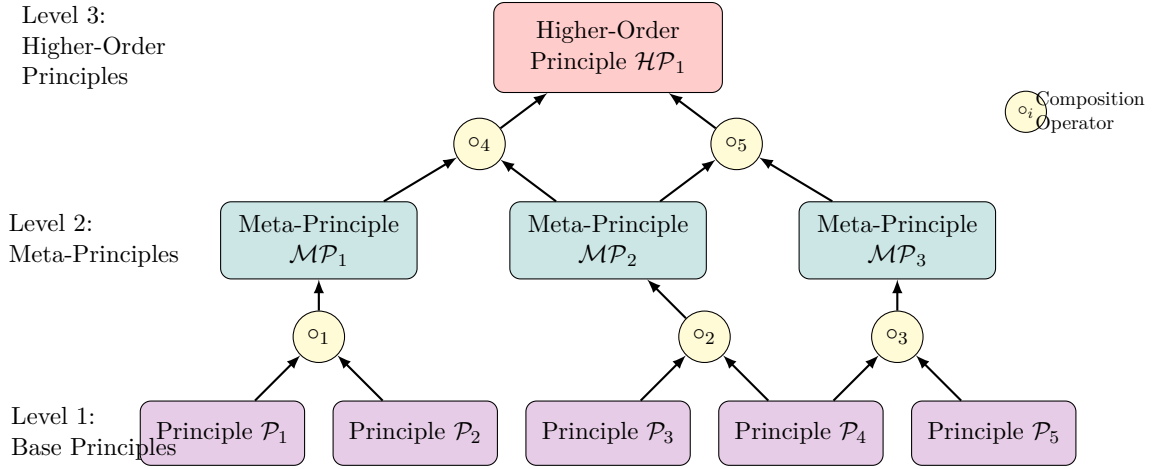 Level 3:
Higher-Order
Principles
Higher-Order
Principle 𝓗𝓟₁
∘ᵢ
Composition
Operator
∘₄
∘₅
Level 2:
Meta-Principles
Meta-Principle
𝓜𝓟₁
Meta-Principle
𝓜𝓟₂
Meta-Principle
𝓜𝓟₃
∘₁
∘₂
∘₃
Level 1:
Base Principles
Principle 𝓟₁
Principle 𝓟₂
Principle 𝓟₃
Principle 𝓟₄
Principle 𝓟₅